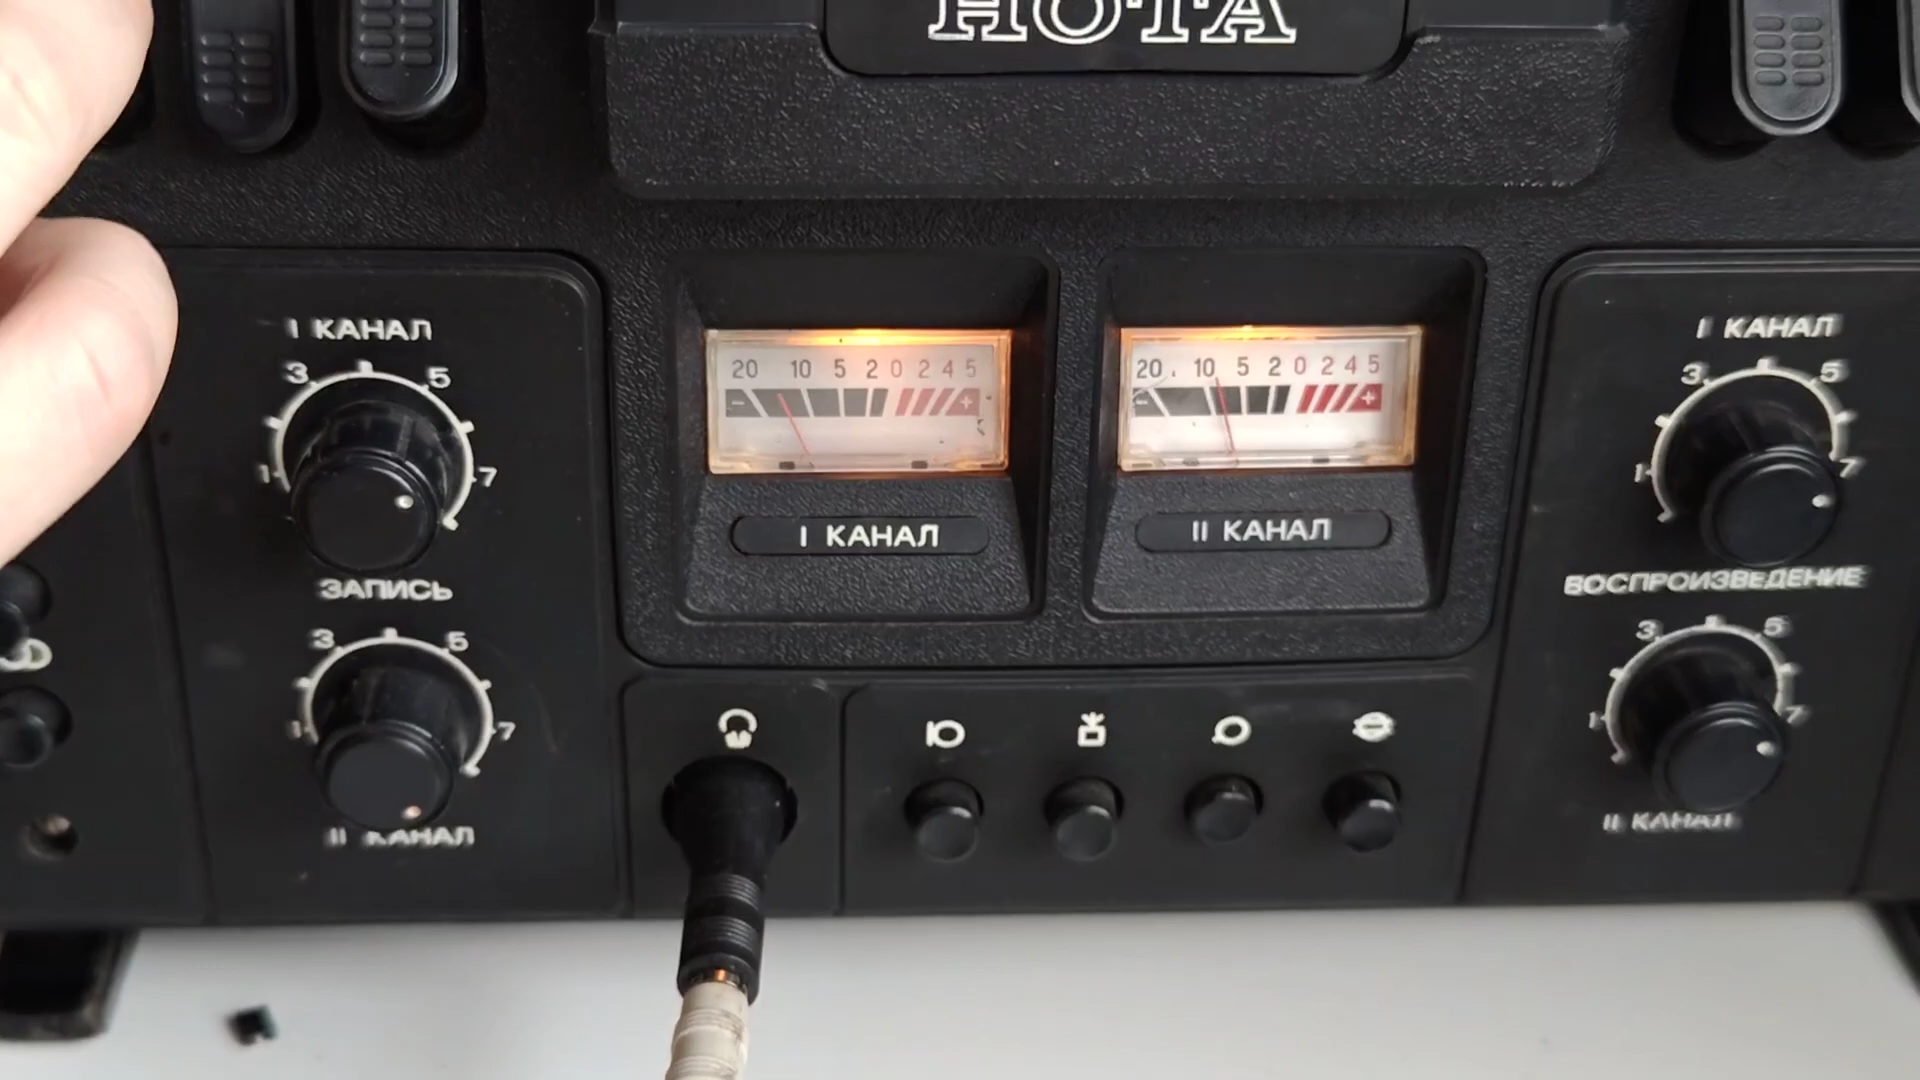 НОТА
I КАНАЛ
3 5
1 7
ЗАПИСЬ
3 5
1 7
II КАНАЛ
20 10 5 2 0 2 4 5
- +
I КАНАЛ
20 10 5 2 0 2 4 5
- +
II КАНАЛ
I КАНАЛ
3 5
1 7
ВОСПРОИЗВЕДЕНИЕ
3 5
1 7
II КАНАЛ